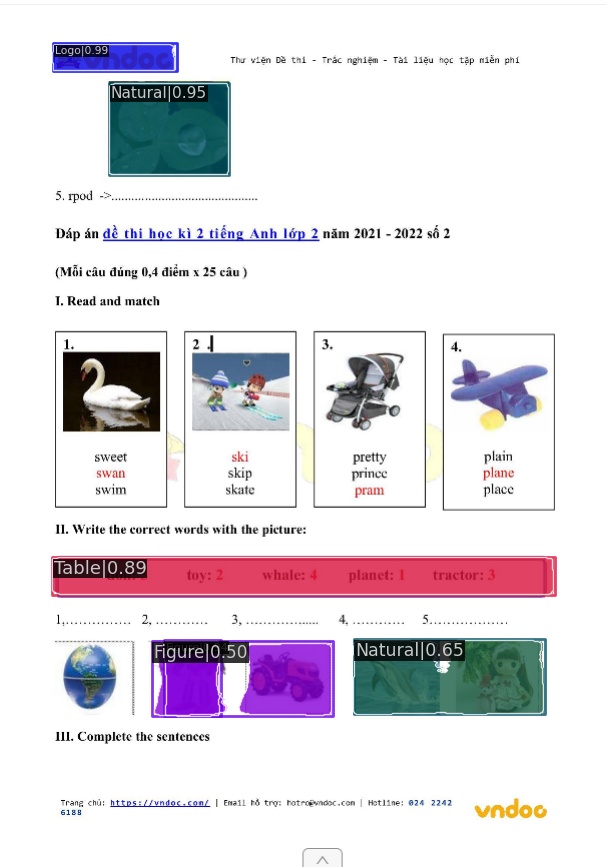 Logo|0.99
vndoc
Thư viện Đề thi - Trắc nghiệm - Tài liệu học tập miễn phí
Natural|0.95
5. rpod ->............................................
Đáp án đề thi học kì 2 tiếng Anh lớp 2 năm 2021 - 2022 số 2
(Mỗi câu đúng 0,4 điểm x 25 câu )
I. Read and match
1.
sweet
swan
swim
2 .
ski
skip
skate
3.
pretty
prince
pram
4.
plain
plane
place
II. Write the correct words with the picture:
Table|0.89
toy: 2 whale: 4 planet: 1 tractor: 3
1,…………… 2, ………… 3, …………...... 4, ………… 5………………
Figure|0.50
Natural|0.65
III. Complete the sentences
Trang chủ: https://vndoc.com/ | Email hỗ trợ: hotro@vndoc.com | Hotline: 024 2242
6188
vndoc